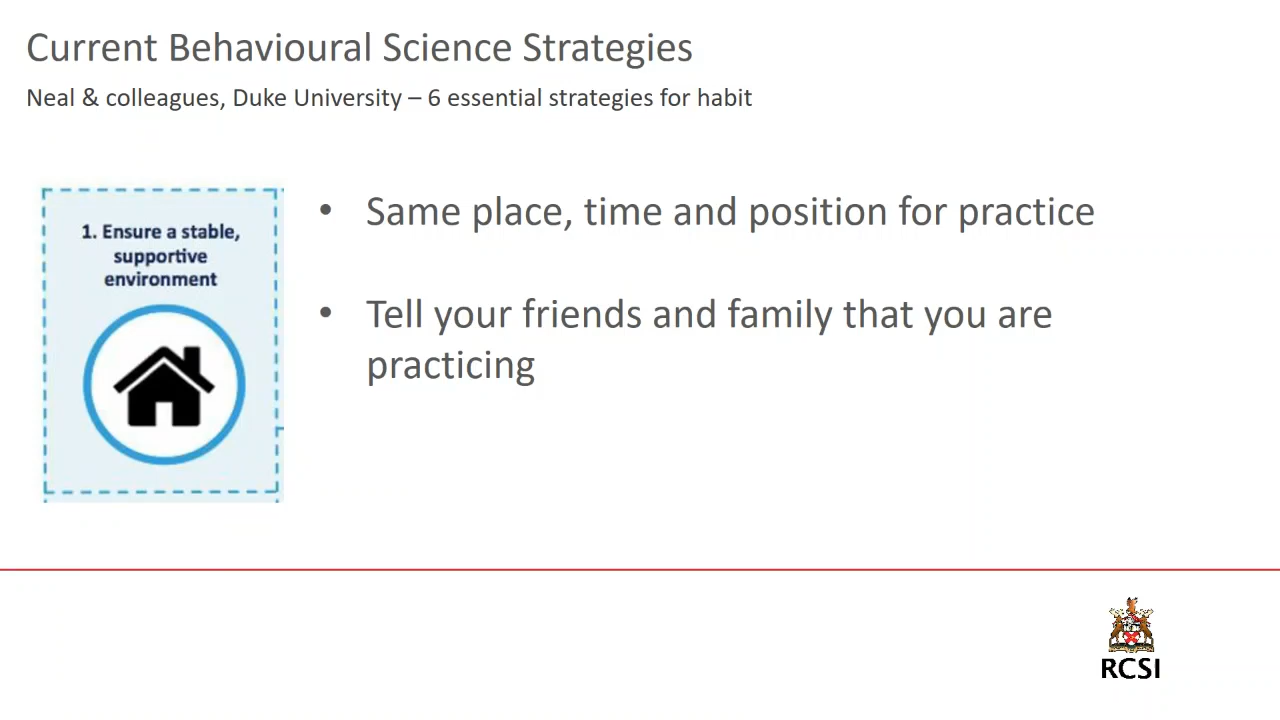 Current Behavioural Science Strategies
Neal & colleagues, Duke University – 6 essential strategies for habit
1. Ensure a stable,
supportive
environment
• Same place, time and position for practice
• Tell your friends and family that you are
practicing
RCSI